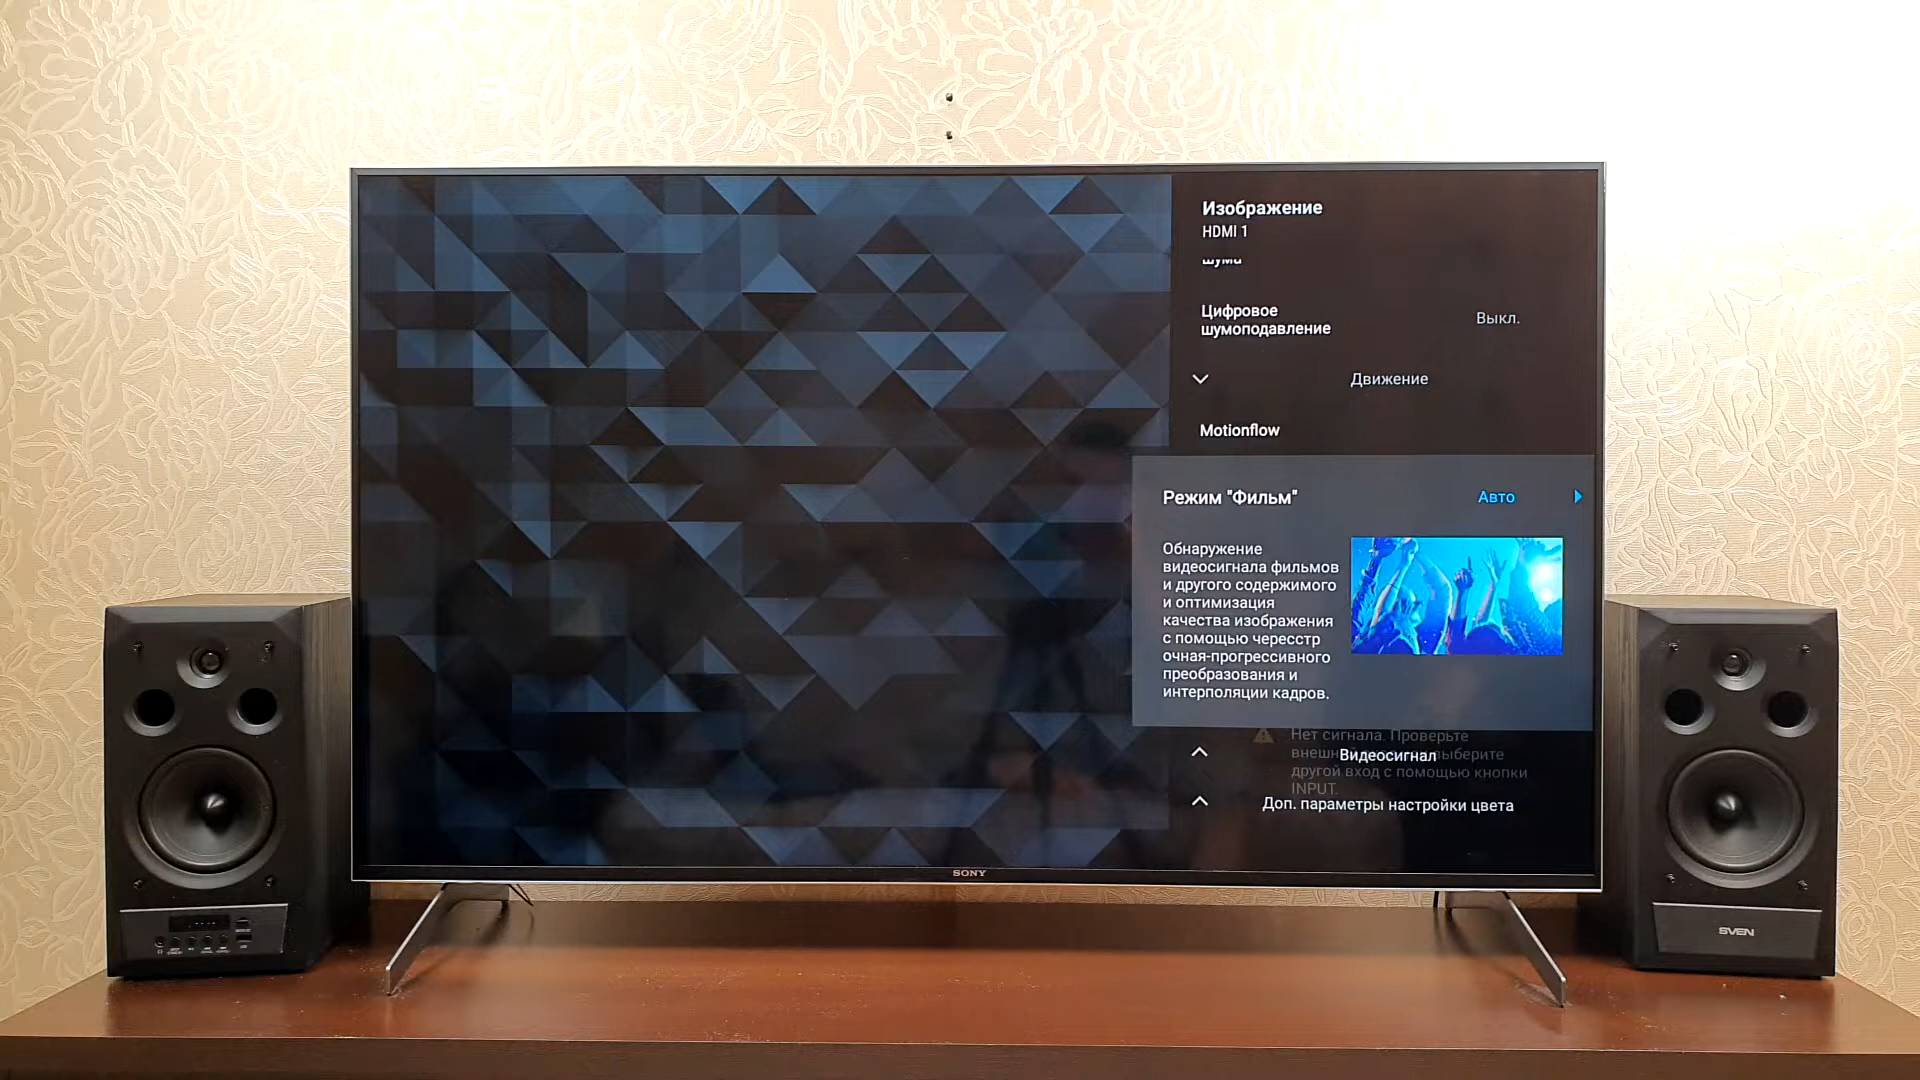 Изображение
HDMI 1
Цифровое
шумоподавление
Выкл.
Движение
Motionflow
Режим "Фильм"
Авто
Обнаружение
видеосигнала фильмов
и другого содержимого
и оптимизация
качества изображения
с помощью чересстр
очная-прогрессивного
преобразования и
интерполяции кадров.
Нет сигнала. Проверьте
выберите
другой вход с помощью кнопки
INPUT.
Видеосигнал
Доп. параметры настройки цвета
SONY
SVEN